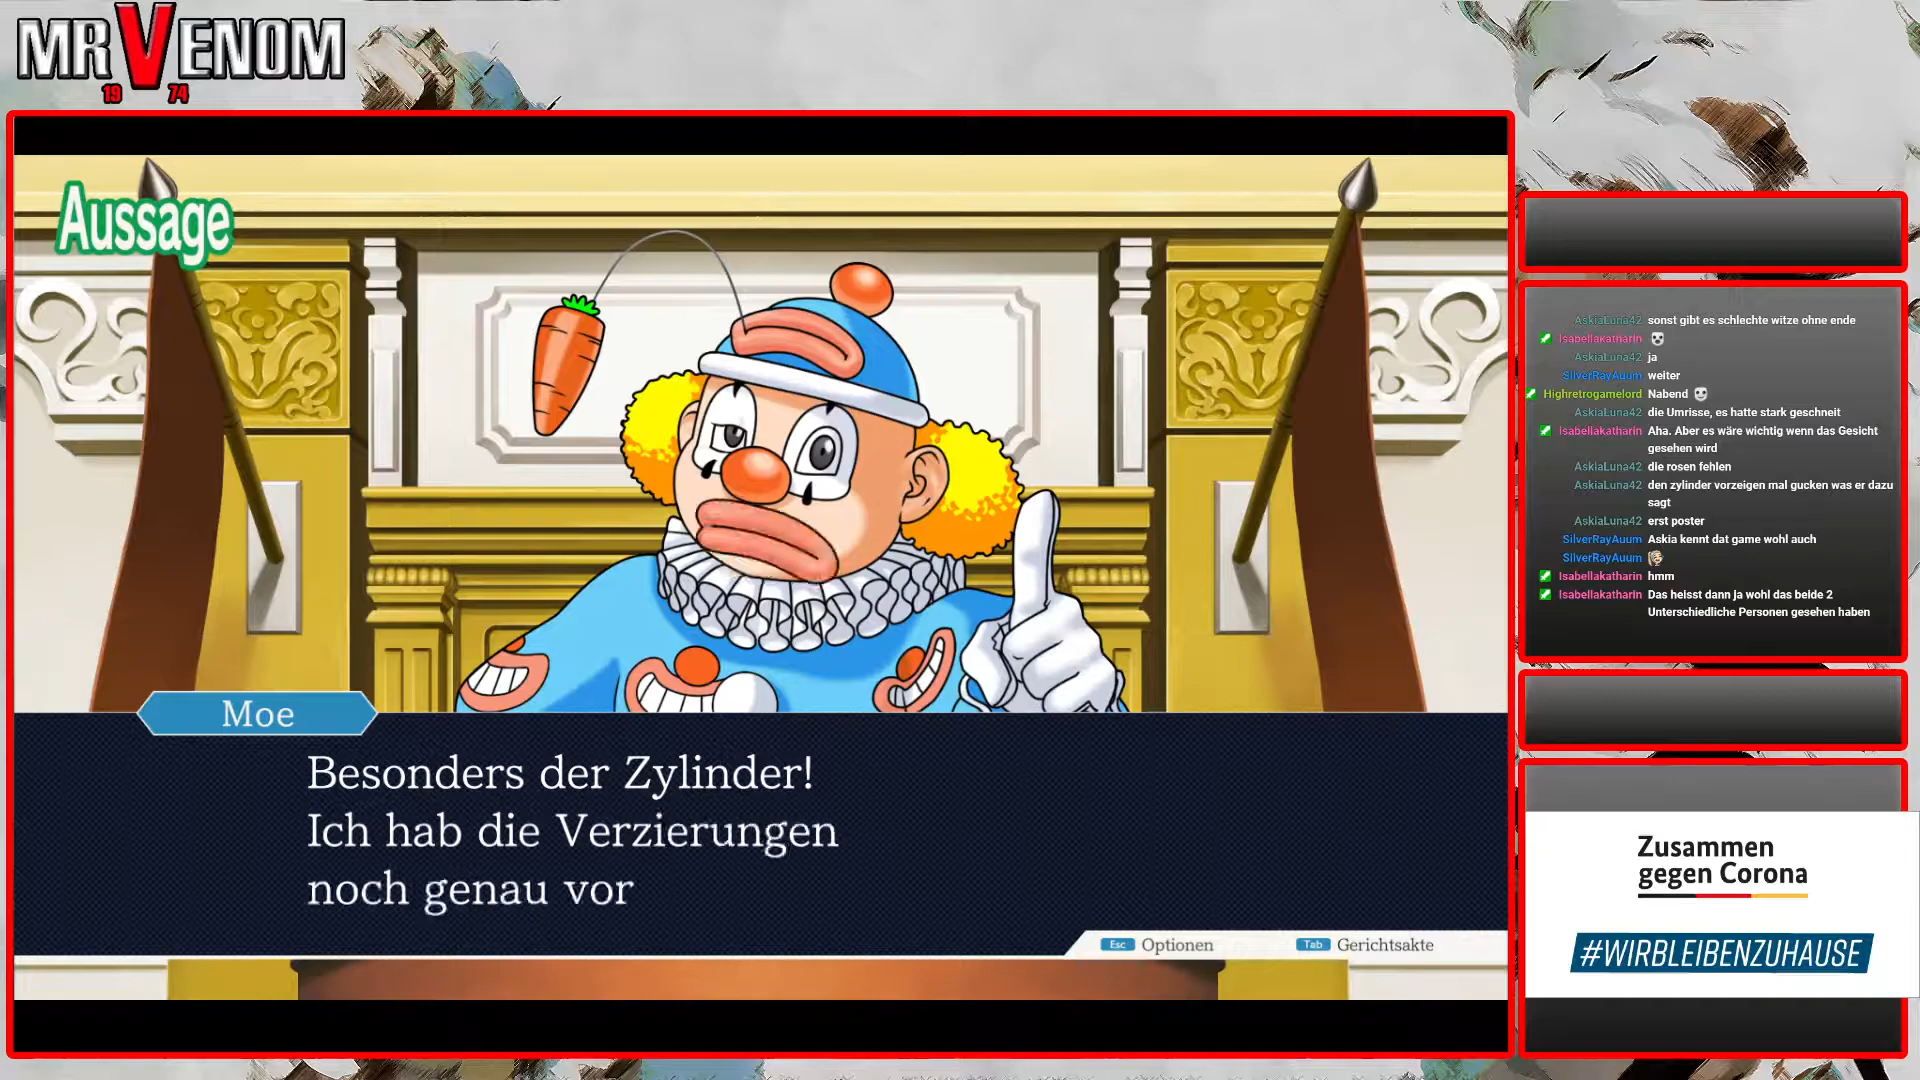 MRVENOM
19 74
Aussage
Moe
Besonders der Zylinder!
Ich hab die Verzierungen
noch genau vor
Esc Optionen Tab Gerichtsakte
AskiaLuna42 sonst gibt es schlechte witze ohne ende
Isabellakatharin
AskiaLuna42 ja
SilverRayAuum weiter
Highretrogamelord Nabend
AskiaLuna42 die Umrisse, es hatte stark geschneit
Isabellakatharin Aha. Aber es wäre wichtig wenn das Gesicht
gesehen wird
AskiaLuna42 die rosen fehlen
AskiaLuna42 den zylinder vorzeigen mal gucken was er dazu
sagt
AskiaLuna42 erst poster
SilverRayAuum Askia kennt dat game wohl auch
SilverRayAuum
Isabellakatharin hmm
Isabellakatharin Das heisst dann ja wohl das beide 2
Unterschiedliche Personen gesehen haben
Zusammen
gegen Corona
#WIRBLEIBENZUHAUSE